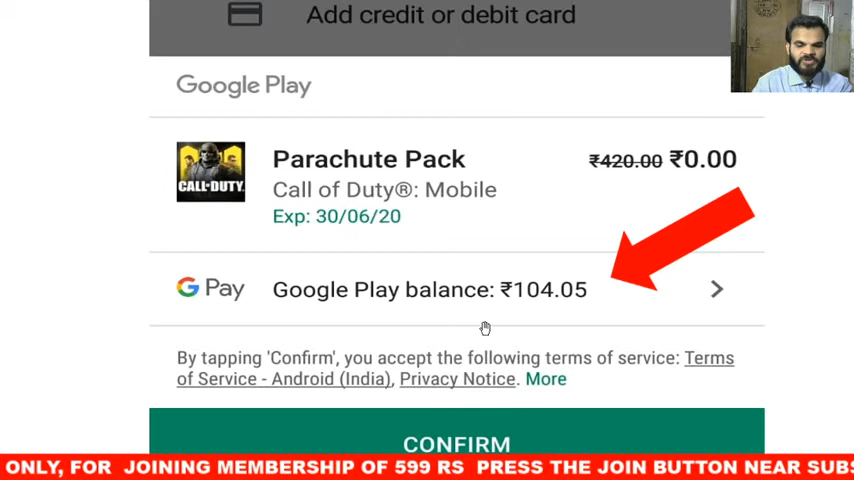 Add credit or debit card
Google Play
Parachute Pack ₹420.00 ₹0.00
CALL OF DUTY
Call of Duty®: Mobile
Exp: 30/06/20
G Pay Google Play balance: ₹104.05
By tapping 'Confirm', you accept the following terms of service: Terms
of Service - Android (India), Privacy Notice. More
CONFIRM
ONLY, FOR JOINING MEMBERSHIP OF 599 RS PRESS THE JOIN BUTTON NEAR SUBS